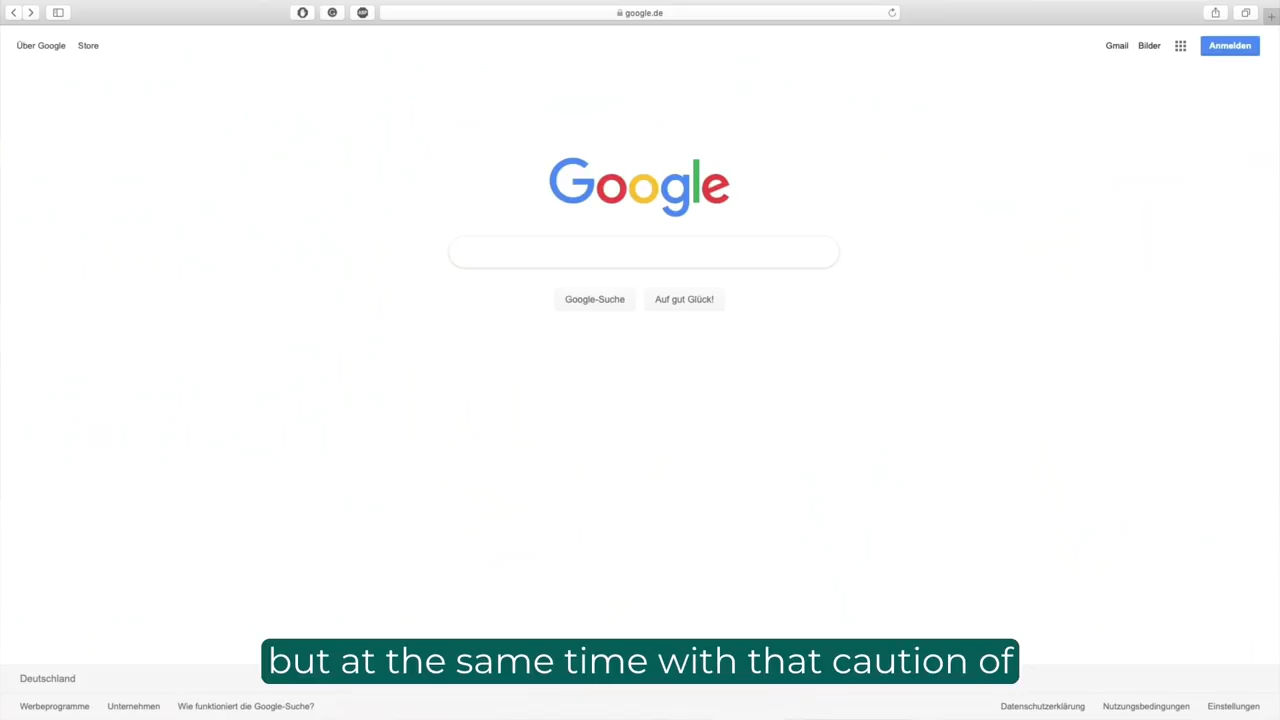 google.de
Über Google Store
Gmail Bilder Anmelden
Google
Google-Suche Auf gut Glück!
but at the same time with that caution of
Deutschland
Werbeprogramme Unternehmen Wie funktioniert die Google-Suche? Datenschutzerklärung Nutzungsbedingungen Einstellungen